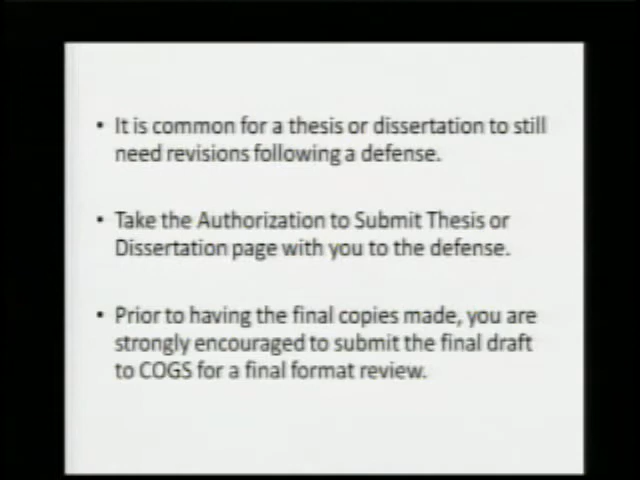 • It is common for a thesis or dissertation to still
need revisions following a defense.
• Take the Authorization to Submit Thesis or
Dissertation page with you to the defense.
• Prior to having the final copies made, you are
strongly encouraged to submit the final draft
to COGS for a final format review.